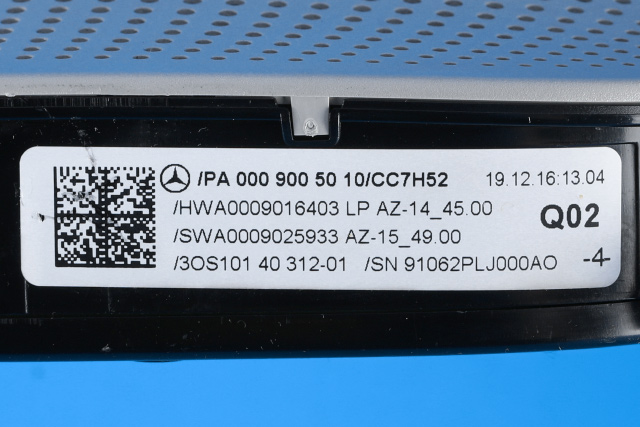 /PA 000 900 50 10/CC7H52 19.12.16:13.04
/HWA0009016403 LP AZ-14_45.00
Q02
/SWA0009025933 AZ-15_49.00
/3OS101 40 312-01 /SN 91062PLJ000AO -4-